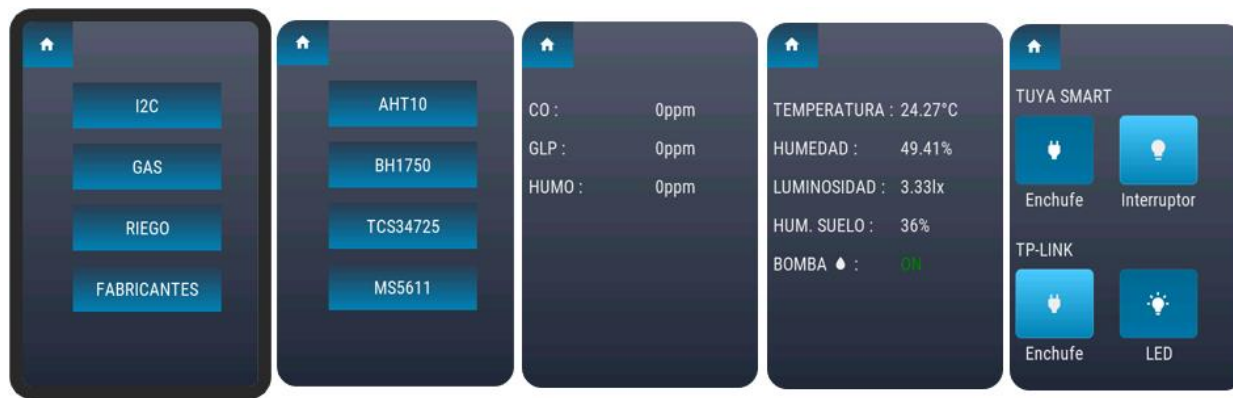 I2C
GAS
RIEGO
FABRICANTES
AHT10
BH1750
TCS34725
MS5611
CO : 0ppm
GLP : 0ppm
HUMO : 0ppm
TEMPERATURA : 24.27°C
HUMEDAD : 49.41%
LUMINOSIDAD : 3.33lx
HUM. SUELO : 36%
BOMBA : ON
TUYA SMART
Enchufe Interruptor
TP-LINK
Enchufe LED